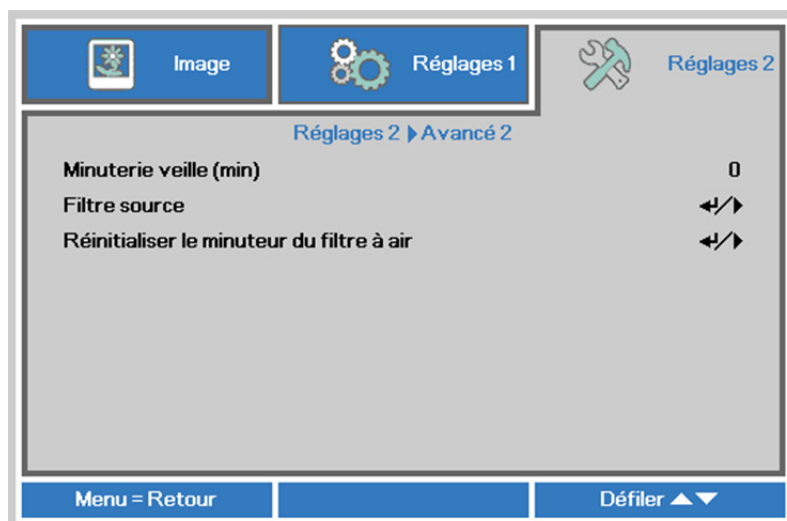 Image
Réglages 1
Réglages 2
Réglages 2 ▶ Avancé 2
Minuterie veille (min) 0
Filtre source ↵/▶
Réinitialiser le minuteur du filtre à air ↵/▶
Menu = Retour
Défiler ▲▼